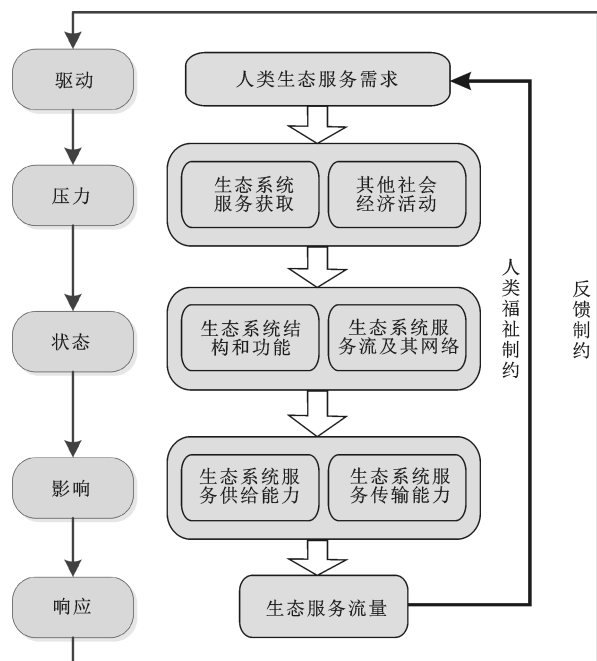 驱动
人类生态服务需求
压力
生态系统
服务获取
其他社会
经济活动
状态
生态系统结
构和功能
生态系统服
务流及其网络
人类福祉制约
反馈制约
影响
生态系统服
务供给能力
生态系统服
务传输能力
响应
生态服务流量